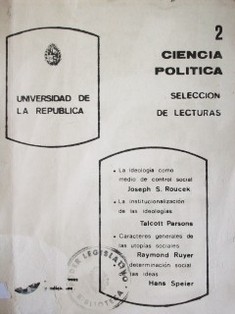 2
CIENCIA
POLITICA
SELECCION
DE LECTURAS
UNIVERSIDAD DE
LA REPUBLICA
• La ideología como
medio de control social
Joseph S. Roucek
• La institucionalización
de las ideologías
Talcott Parsons
• Caracteres generales de
las utopías sociales
Raymond Ruyer
determinación social
las ideas
Hans Speier
LEGISLATIVO
BIBLIOTECA